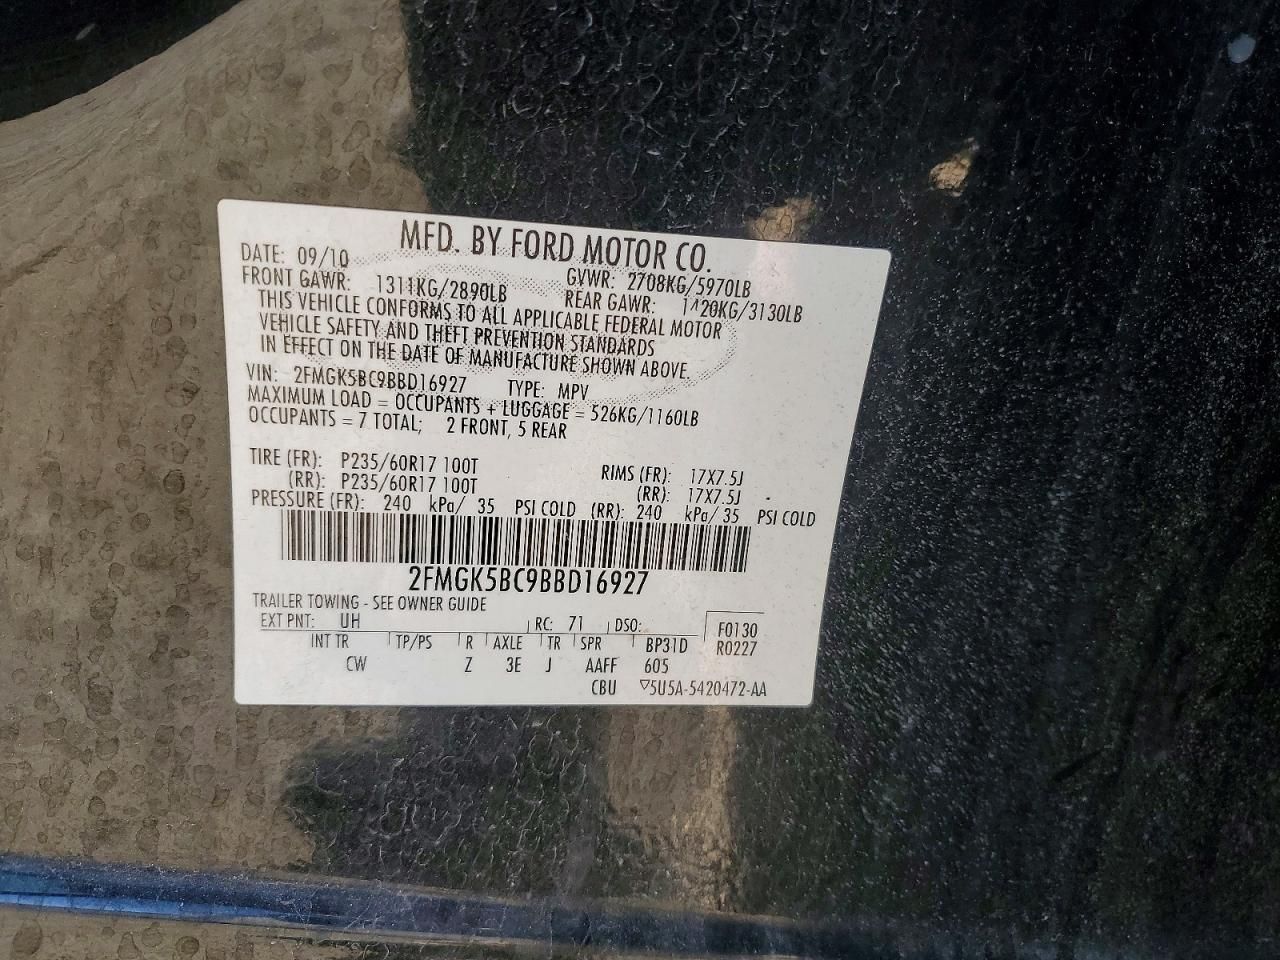 MFD. BY FORD MOTOR CO.
DATE: 09/10 GVWR: 2708KG/5970LB
FRONT GAWR: 1311KG/2890LB REAR GAWR: 1420KG/3130LB
THIS VEHICLE CONFORMS TO ALL APPLICABLE FEDERAL MOTOR
VEHICLE SAFETY AND THEFT PREVENTION STANDARDS
IN EFFECT ON THE DATE OF MANUFACTURE SHOWN ABOVE.
VIN: 2FMGK5BC9BBD16927 TYPE: MPV
MAXIMUM LOAD = OCCUPANTS + LUGGAGE = 526KG/1160LB
OCCUPANTS = 7 TOTAL; 2 FRONT, 5 REAR
TIRE (FR): P235/60R17 100T RIMS (FR): 17X7.5J
(RR): P235/60R17 100T (RR): 17X7.5J
PRESSURE (FR): 240 kPa/ 35 PSI COLD (RR): 240 kPa/ 35 PSI COLD
2FMGK5BC9BBD16927
TRAILER TOWING - SEE OWNER GUIDE
EXT PNT: UH RC: 71 DSO: F0130
INT TR TP/PS R AXLE TR SPR BP31D R0227
CW Z 3E J AAFF 605
CBU ▽5U5A-5420472-AA